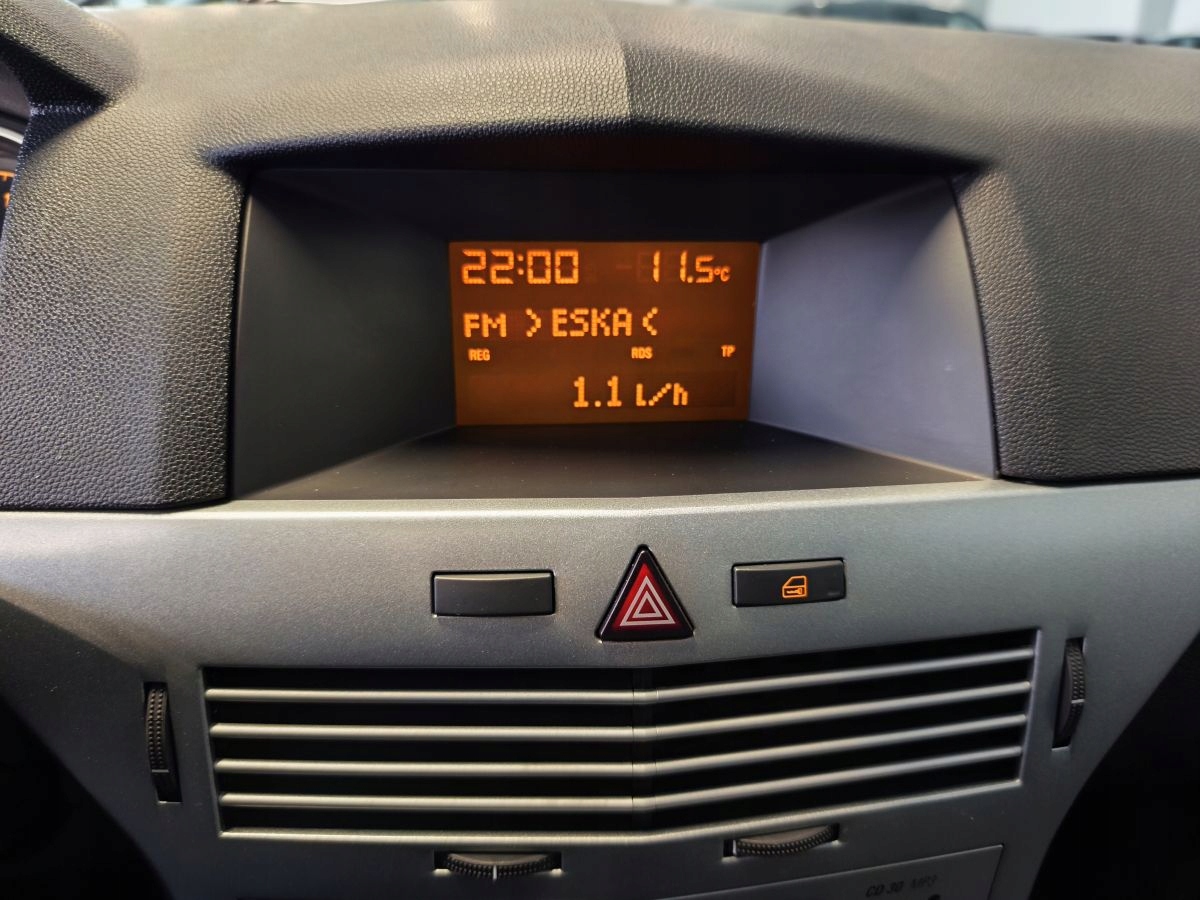 22:00 11.5°C
FM >ESKA<
REG RDS TP
1.1 l/h
CD 30 MP3